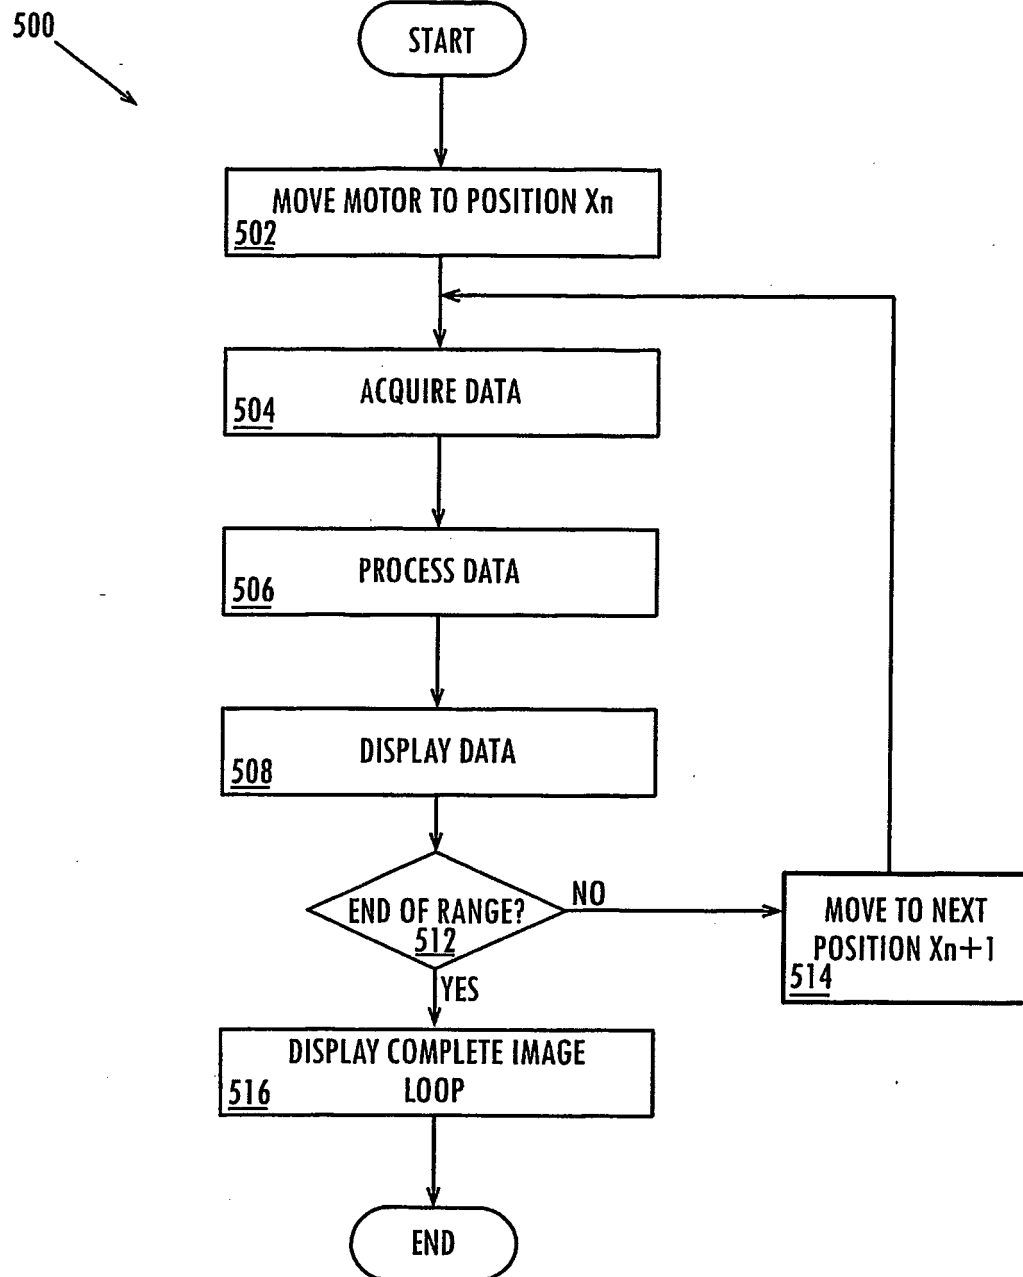 500
START
MOVE MOTOR TO POSITION Xn
502
ACQUIRE DATA
504
PROCESS DATA
506
DISPLAY DATA
508
END OF RANGE?
512
NO
MOVE TO NEXT
POSITION Xn+1
514
YES
DISPLAY COMPLETE IMAGE
LOOP
516
END